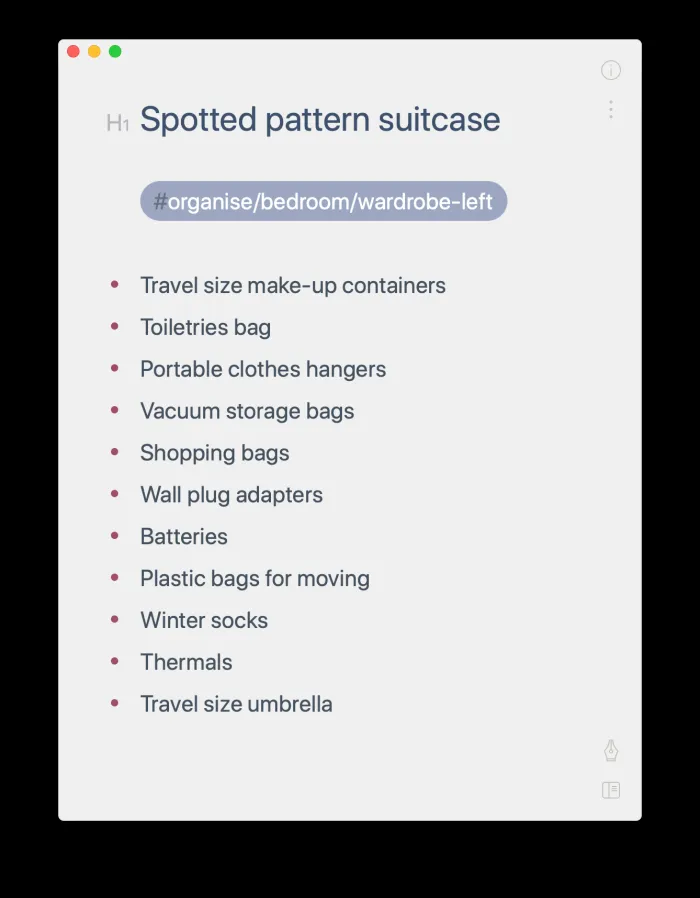 H1 Spotted pattern suitcase
#organise/bedroom/wardrobe-left
• Travel size make-up containers
• Toiletries bag
• Portable clothes hangers
• Vacuum storage bags
• Shopping bags
• Wall plug adapters
• Batteries
• Plastic bags for moving
• Winter socks
• Thermals
• Travel size umbrella